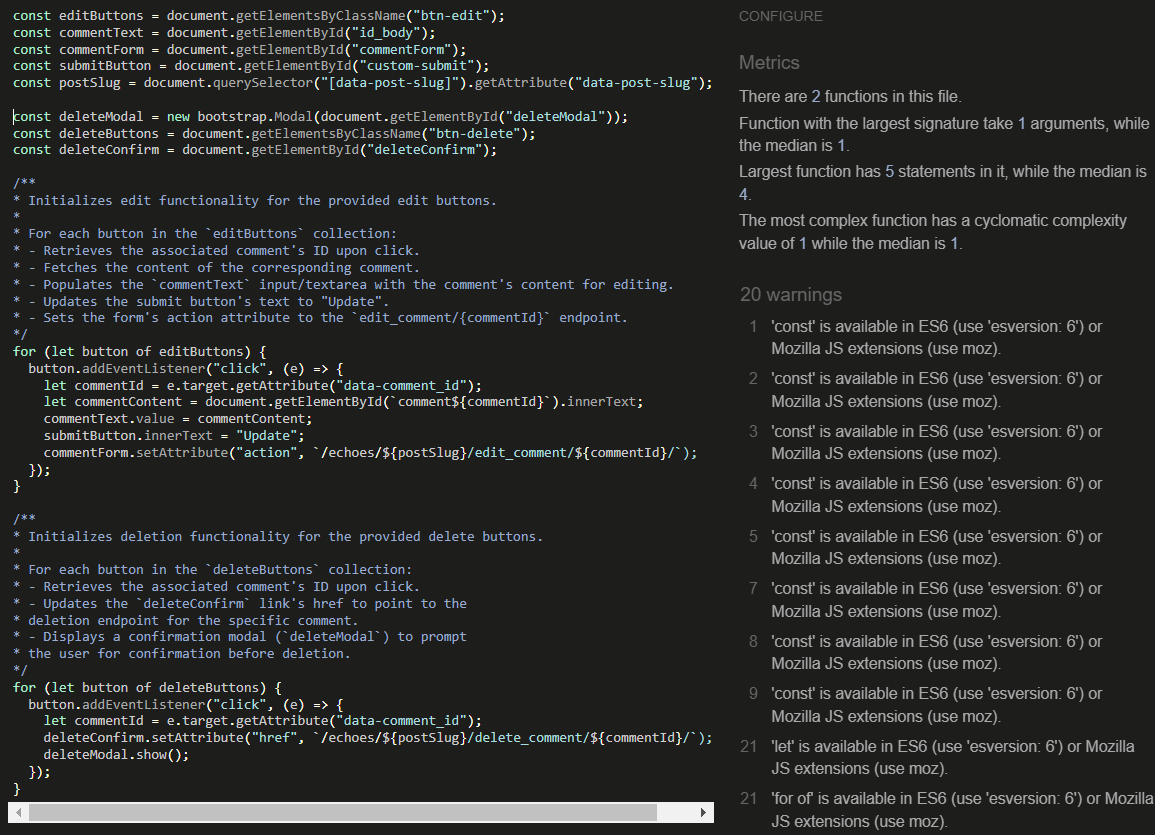 const editButtons = document.getElementsByClassName("btn-edit");
const commentText = document.getElementById("id_body");
const commentForm = document.getElementById("commentForm");
const submitButton = document.getElementById("custom-submit");
const postSlug = document.querySelector("[data-post-slug]").getAttribute("data-post-slug");

const deleteModal = new bootstrap.Modal(document.getElementById("deleteModal"));
const deleteButtons = document.getElementsByClassName("btn-delete");
const deleteConfirm = document.getElementById("deleteConfirm");

/**
* Initializes edit functionality for the provided edit buttons.
*
* For each button in the `editButtons` collection:
* - Retrieves the associated comment's ID upon click.
* - Fetches the content of the corresponding comment.
* - Populates the `commentText` input/textarea with the comment's content for editing.
* - Updates the submit button's text to "Update".
* - Sets the form's action attribute to the `edit_comment/{commentId}` endpoint.
*/
for (let button of editButtons) {
  button.addEventListener("click", (e) => {
    let commentId = e.target.getAttribute("data-comment_id");
    let commentContent = document.getElementById(`comment${commentId}`).innerText;
    commentText.value = commentContent;
    submitButton.innerText = "Update";
    commentForm.setAttribute("action", `/echoes/${postSlug}/edit_comment/${commentId}/`);
  });
}

/**
* Initializes deletion functionality for the provided delete buttons.
*
* For each button in the `deleteButtons` collection:
* - Retrieves the associated comment's ID upon click.
* - Updates the `deleteConfirm` link's href to point to the
* deletion endpoint for the specific comment.
* - Displays a confirmation modal (`deleteModal`) to prompt
* the user for confirmation before deletion.
*/
for (let button of deleteButtons) {
  button.addEventListener("click", (e) => {
    let commentId = e.target.getAttribute("data-comment_id");
    deleteConfirm.setAttribute("href", `/echoes/${postSlug}/delete_comment/${commentId}/`);
    deleteModal.show();
  });
}
CONFIGURE
Metrics
There are 2 functions in this file.
Function with the largest signature take 1 arguments, while
the median is 1.
Largest function has 5 statements in it, while the median is
4.
The most complex function has a cyclomatic complexity
value of 1 while the median is 1.
20 warnings
1 'const' is available in ES6 (use 'esversion: 6') or
Mozilla JS extensions (use moz).
2 'const' is available in ES6 (use 'esversion: 6') or
Mozilla JS extensions (use moz).
3 'const' is available in ES6 (use 'esversion: 6') or
Mozilla JS extensions (use moz).
4 'const' is available in ES6 (use 'esversion: 6') or
Mozilla JS extensions (use moz).
5 'const' is available in ES6 (use 'esversion: 6') or
Mozilla JS extensions (use moz).
7 'const' is available in ES6 (use 'esversion: 6') or
Mozilla JS extensions (use moz).
8 'const' is available in ES6 (use 'esversion: 6') or
Mozilla JS extensions (use moz).
9 'const' is available in ES6 (use 'esversion: 6') or
Mozilla JS extensions (use moz).
21 'let' is available in ES6 (use 'esversion: 6') or Mozilla
JS extensions (use moz).
21 'for of' is available in ES6 (use 'esversion: 6') or Mozilla
JS extensions (use moz).